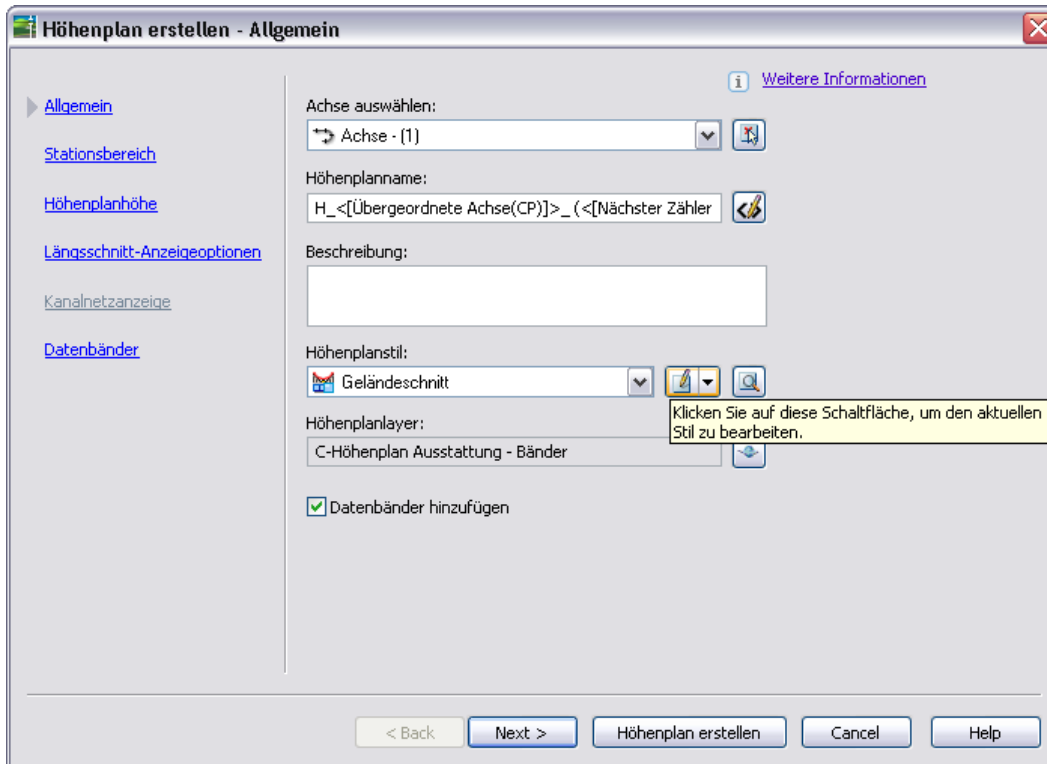 Höhenplan erstellen - Allgemein
Weitere Informationen
Allgemein
Stationsbereich
Höhenplanhöhe
Längsschnitt-Anzeigeoptionen
Kanalnetzanzeige
Datenbänder
Achse auswählen:
Achse - (1)
Höhenplanname:
H_<[Übergeordnete Achse(CP)]>_ (<[Nächster Zähler
Beschreibung:
Höhenplanstil:
Geländeschnitt
Klicken Sie auf diese Schaltfläche, um den aktuellen
Stil zu bearbeiten.
Höhenplanlayer:
C-Höhenplan Ausstattung - Bänder
Datenbänder hinzufügen
< Back
Next >
Höhenplan erstellen
Cancel
Help